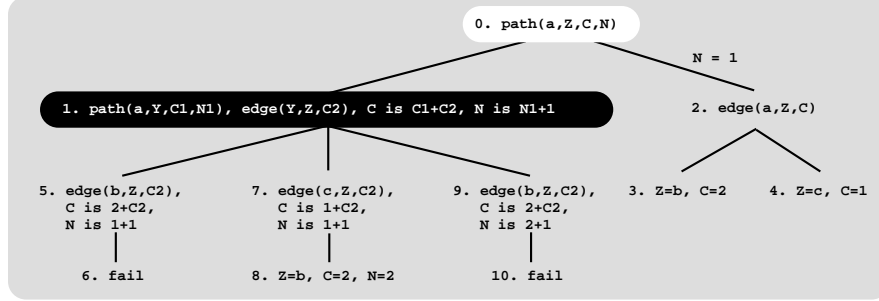 0. path(a,Z,C,N)
N = 1
1. path(a,Y,C1,N1), edge(Y,Z,C2), C is C1+C2, N is N1+1
2. edge(a,Z,C)
5. edge(b,Z,C2),
C is 2+C2,
N is 1+1
7. edge(c,Z,C2),
C is 1+C2,
N is 1+1
9. edge(b,Z,C2),
C is 2+C2,
N is 2+1
3. Z=b, C=2
4. Z=c, C=1
6. fail
8. Z=b, C=2, N=2
10. fail